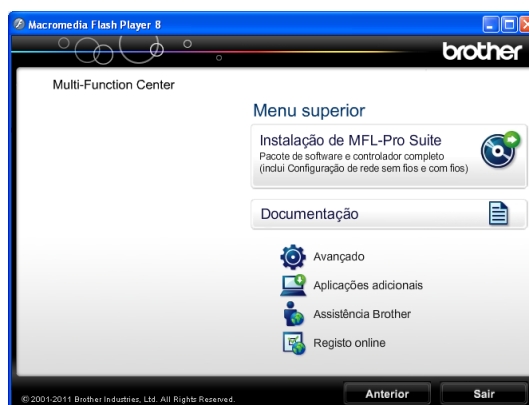 Macromedia Flash Player 8
brother
Multi-Function Center
Menu superior
Instalação de MFL-Pro Suite
Pacote de software e controlador completo
(inclui Configuração de rede sem fios e com fios)
Documentação
Avançado
Aplicações adicionais
Assistência Brother
Registo online
© 2001-2011 Brother Industries, Ltd. All Rights Reserved.
Anterior
Sair